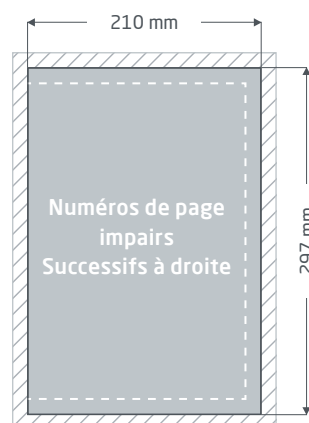 210 mm
Numéros de page
impairs
Successifs à droite
297 mm